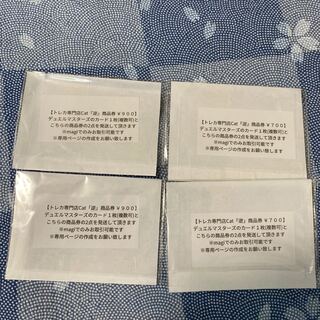 【トレカ専門店Cat「逆」商品券￥９００】
デュエルマスターズのカード１枚(複数可)と
こちらの商品券の2点を発送して頂きます
※magiでのみお取引可能です
※専用ページの作成をお願い致します
【トレカ専門店Cat「逆」商品券￥７００】
デュエルマスターズのカード１枚(複数可)と
こちらの商品券の2点を発送して頂きます
※magiでのみお取引可能です
※専用ページの作成をお願い致します
【トレカ専門店Cat「逆」商品券￥９００】
デュエルマスターズのカード１枚(複数可)と
こちらの商品券の2点を発送して頂きます
※magiでのみお取引可能です
※専用ページの作成をお願い致します
【トレカ専門店Cat「逆」商品券￥７００】
デュエルマスターズのカード１枚(複数可)と
こちらの商品券の2点を発送して頂きます
※magiでのみお取引可能です
※専用ページの作成をお願い致します